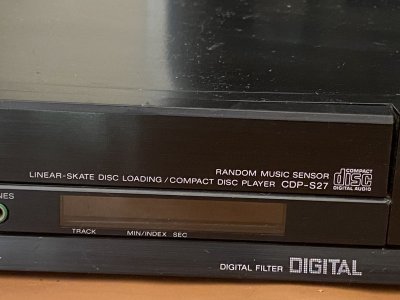 RANDOM MUSIC SENSOR
LINEAR-SKATE DISC LOADING / COMPACT DISC PLAYER CDP-S27
COMPACT
disc
DIGITAL AUDIO
NES
TRACK MIN/INDEX SEC
DIGITAL FILTER DIGITAL